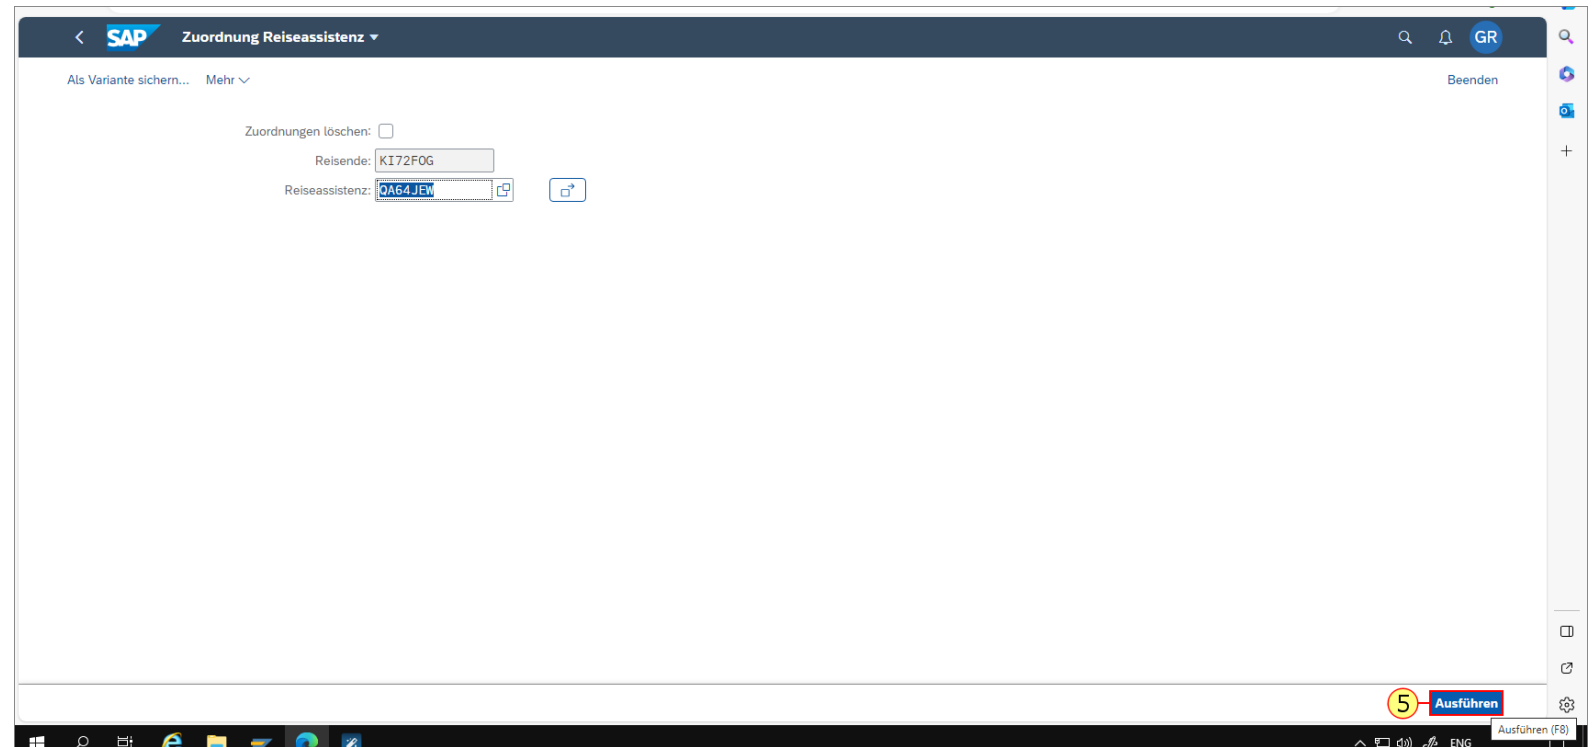 SAP Zuordnung Reiseassistenz GR
Als Variante sichern... Mehr Beenden
Zuordnungen löschen:
Reisende: KI72FOG
Reiseassistenz: QA64JEW
5 Ausführen
Ausführen (F8)
ENG